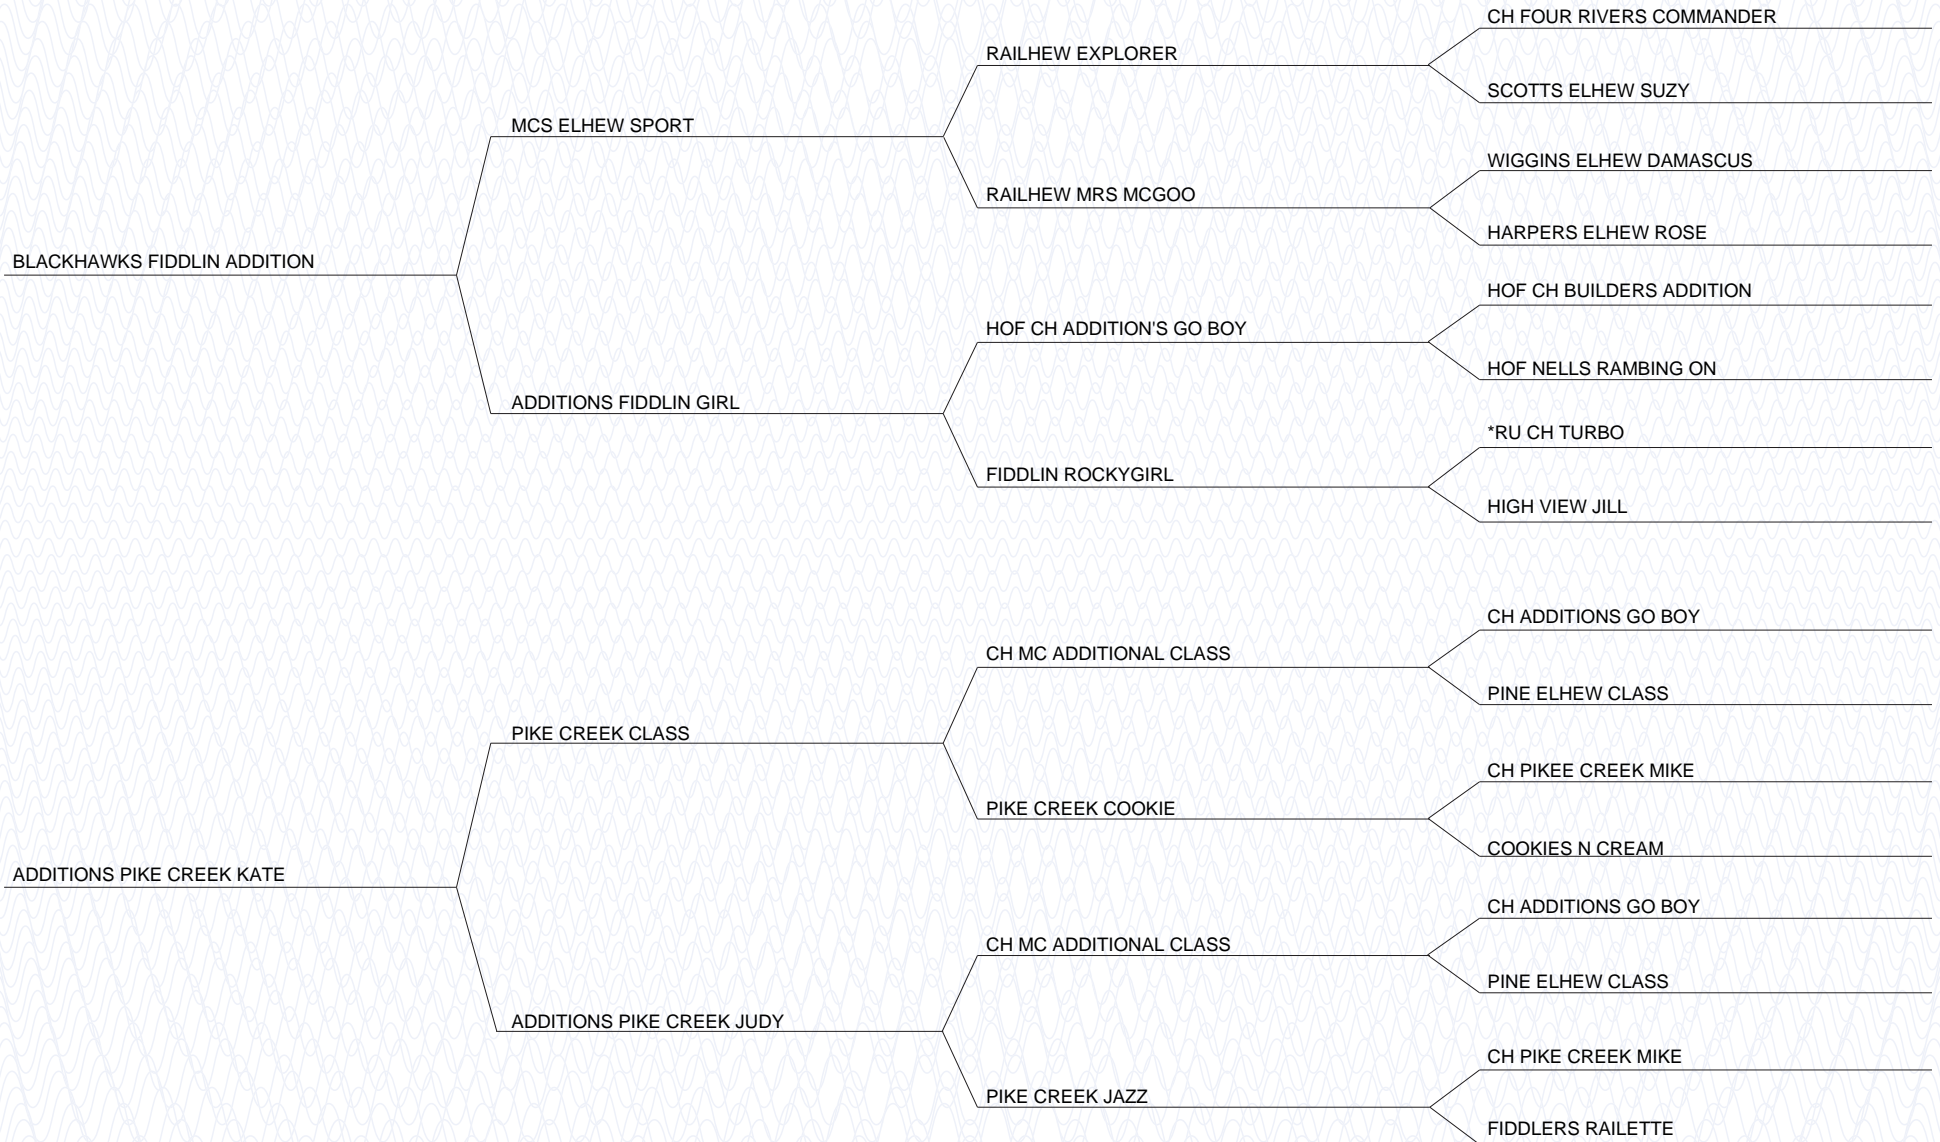 CH FOUR RIVERS COMMANDER
RAILHEW EXPLORER
SCOTTS ELHEW SUZY
MCS ELHEW SPORT
WIGGINS ELHEW DAMASCUS
RAILHEW MRS MCGOO
HARPERS ELHEW ROSE
BLACKHAWKS FIDDLIN ADDITION
HOF CH BUILDERS ADDITION
HOF CH ADDITION'S GO BOY
HOF NELLS RAMBING ON
ADDITIONS FIDDLIN GIRL
*RU CH TURBO
FIDDLIN ROCKYGIRL
HIGH VIEW JILL
CH ADDITIONS GO BOY
CH MC ADDITIONAL CLASS
PINE ELHEW CLASS
PIKE CREEK CLASS
CH PIKEE CREEK MIKE
PIKE CREEK COOKIE
COOKIES N CREAM
ADDITIONS PIKE CREEK KATE
CH ADDITIONS GO BOY
CH MC ADDITIONAL CLASS
PINE ELHEW CLASS
ADDITIONS PIKE CREEK JUDY
CH PIKE CREEK MIKE
PIKE CREEK JAZZ
FIDDLERS RAILETTE